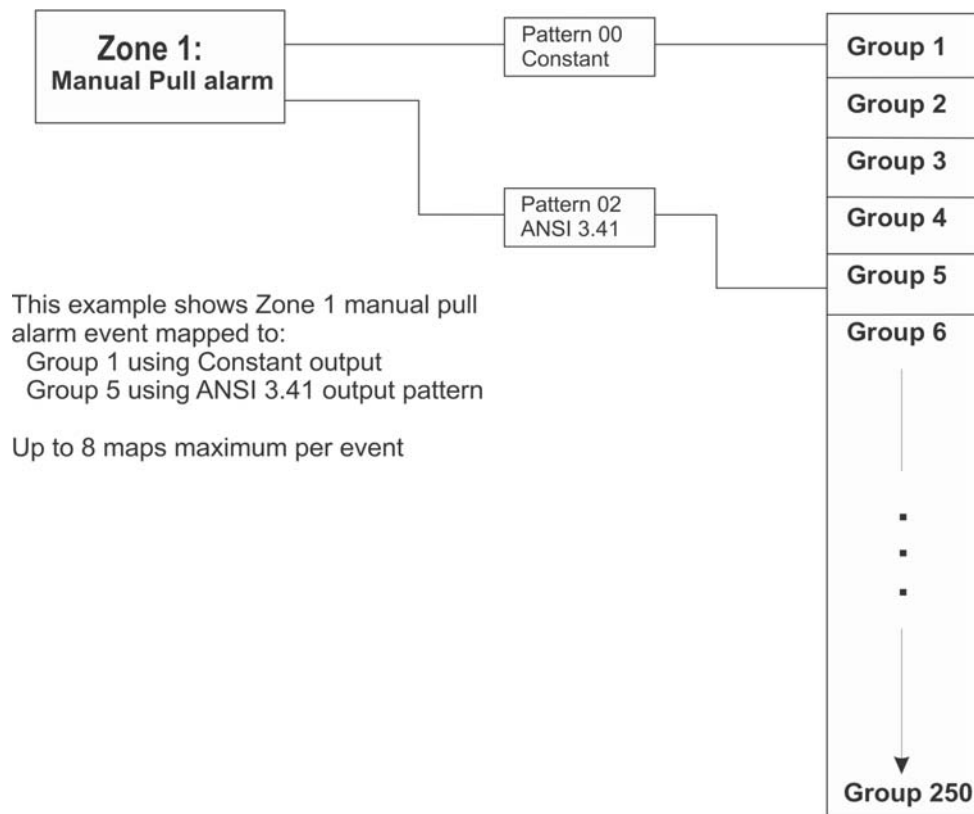 Zone 1:
Manual Pull alarm
Pattern 00
Constant
Pattern 02
ANSI 3.41
Group 1
Group 2
Group 3
Group 4
Group 5
Group 6
Group 250
This example shows Zone 1 manual pull
alarm event mapped to:
Group 1 using Constant output
Group 5 using ANSI 3.41 output pattern
Up to 8 maps maximum per event